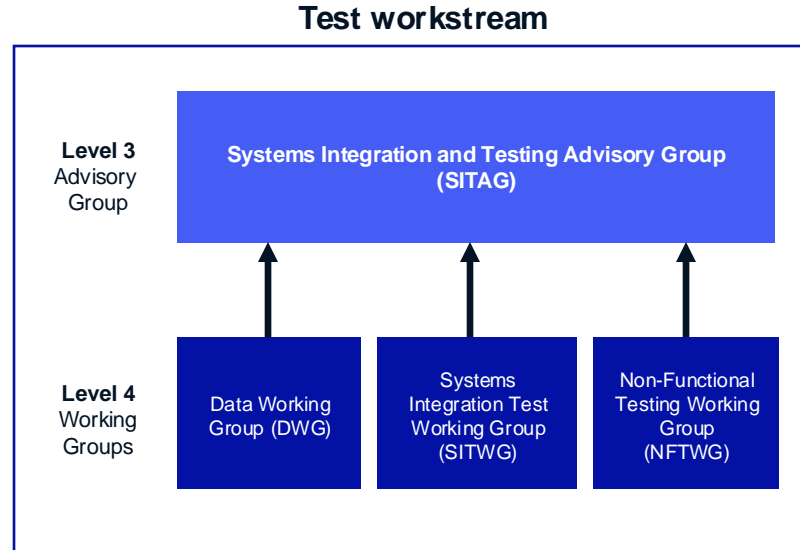 Test workstream
Level 3
Advisory
Group
Systems Integration and Testing Advisory Group
(SITAG)
Level 4
Working
Groups
Data Working
Group (DWG)
Systems
Integration Test
Working Group
(SITWG)
Non-Functional
Testing Working
Group
(NFTWG)